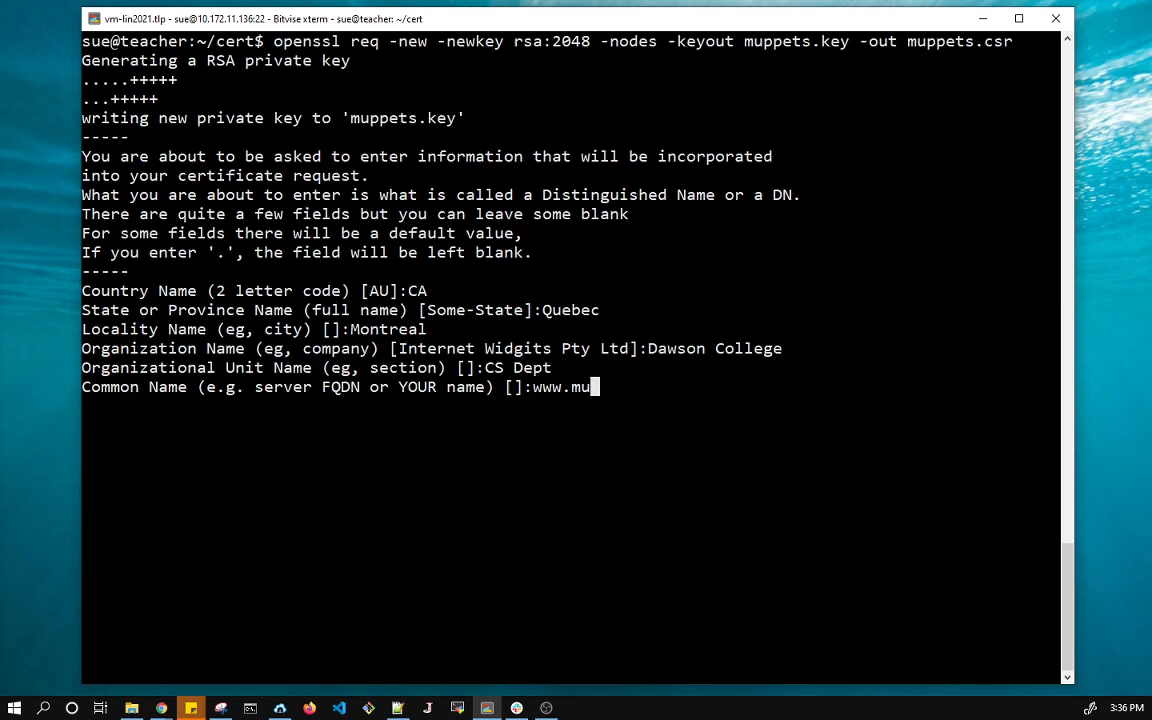 vm-lin2021.tlp - sue@10.172.11.136:22 - Bitvise xterm - sue@teacher: ~/cert
sue@teacher:~/cert$ openssl req -new -newkey rsa:2048 -nodes -keyout muppets.key -out muppets.csr
Generating a RSA private key
.....+++++
...+++++
writing new private key to 'muppets.key'
-----
You are about to be asked to enter information that will be incorporated
into your certificate request.
What you are about to enter is what is called a Distinguished Name or a DN.
There are quite a few fields but you can leave some blank
For some fields there will be a default value,
If you enter '.', the field will be left blank.
-----
Country Name (2 letter code) [AU]:CA
State or Province Name (full name) [Some-State]:Quebec
Locality Name (eg, city) []:Montreal
Organization Name (eg, company) [Internet Widgits Pty Ltd]:Dawson College
Organizational Unit Name (eg, section) []:CS Dept
Common Name (e.g. server FQDN or YOUR name) []:www.mu
3:36 PM